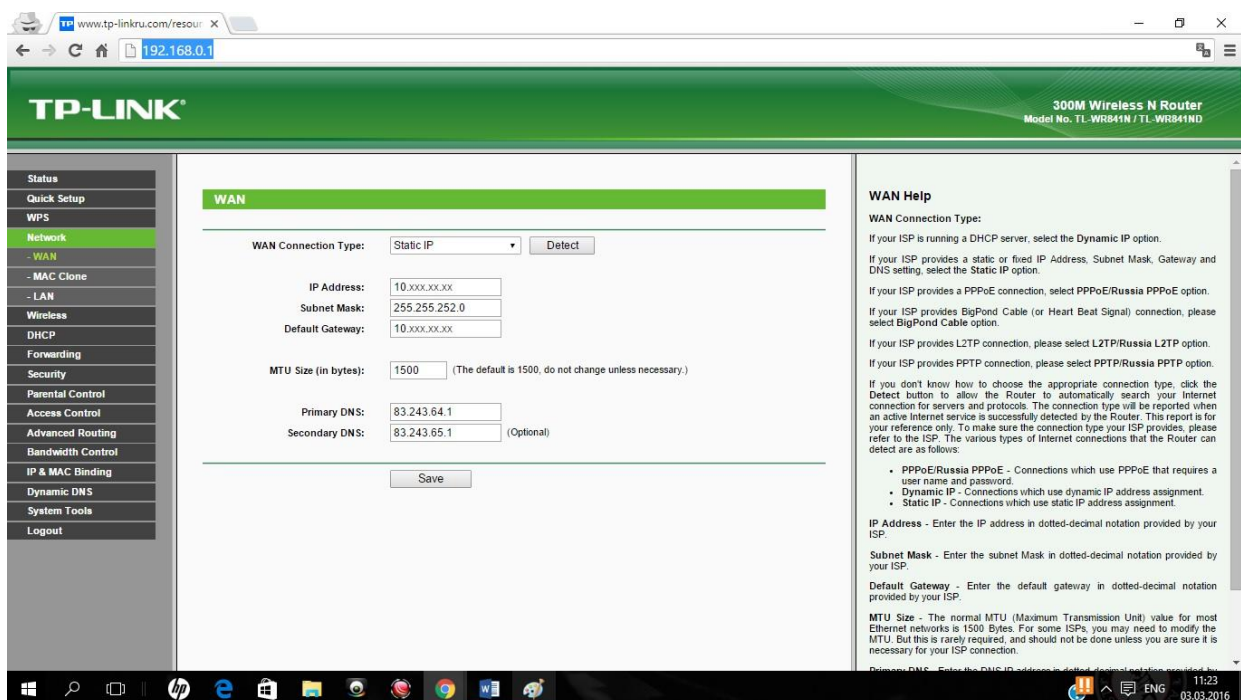 www.tp-linkru.com/resour
192.168.0.1
TP-LINK®
300M Wireless N Router
Model No. TL-WR841N / TL-WR841ND
Status
Quick Setup
WPS
Network
- WAN
- MAC Clone
- LAN
Wireless
DHCP
Forwarding
Security
Parental Control
Access Control
Advanced Routing
Bandwidth Control
IP & MAC Binding
Dynamic DNS
System Tools
Logout
WAN
WAN Connection Type: Static IP Detect
IP Address: 10.xxx.xx.xx
Subnet Mask: 255.255.252.0
Default Gateway: 10.xxx.xx.xx
MTU Size (in bytes): 1500 (The default is 1500, do not change unless necessary.)
Primary DNS: 83.243.64.1
Secondary DNS: 83.243.65.1 (Optional)
Save
WAN Help
WAN Connection Type:
If your ISP is running a DHCP server, select the Dynamic IP option.
If your ISP provides a static or fixed IP Address, Subnet Mask, Gateway and
DNS setting, select the Static IP option.
If your ISP provides a PPPoE connection, select PPPoE/Russia PPPoE option.
If your ISP provides BigPond Cable (or Heart Beat Signal) connection, please
select BigPond Cable option.
If your ISP provides L2TP connection, please select L2TP/Russia L2TP option.
If your ISP provides PPTP connection, please select PPTP/Russia PPTP option.
If you don't know how to choose the appropriate connection type, click the
Detect button to allow the Router to automatically search your Internet
connection for servers and protocols. The connection type will be reported when
an active Internet service is successfully detected by the Router. This report is for
your reference only. To make sure the connection type your ISP provides, please
refer to the ISP. The various types of Internet connections that the Router can
detect are as follows:
• PPPoE/Russia PPPoE - Connections which use PPPoE that requires a
user name and password.
• Dynamic IP - Connections which use dynamic IP address assignment.
• Static IP - Connections which use static IP address assignment.
IP Address - Enter the IP address in dotted-decimal notation provided by your
ISP.
Subnet Mask - Enter the subnet Mask in dotted-decimal notation provided by
your ISP.
Default Gateway - Enter the default gateway in dotted-decimal notation
provided by your ISP.
MTU Size - The normal MTU (Maximum Transmission Unit) value for most
Ethernet networks is 1500 Bytes. For some ISPs, you may need to modify the
MTU. But this is rarely required, and should not be done unless you are sure it is
necessary for your ISP connection.
Primary DNS - Enter the DNS IP address in dotted-decimal notation provided by
ENG
11:23
03.03.2016